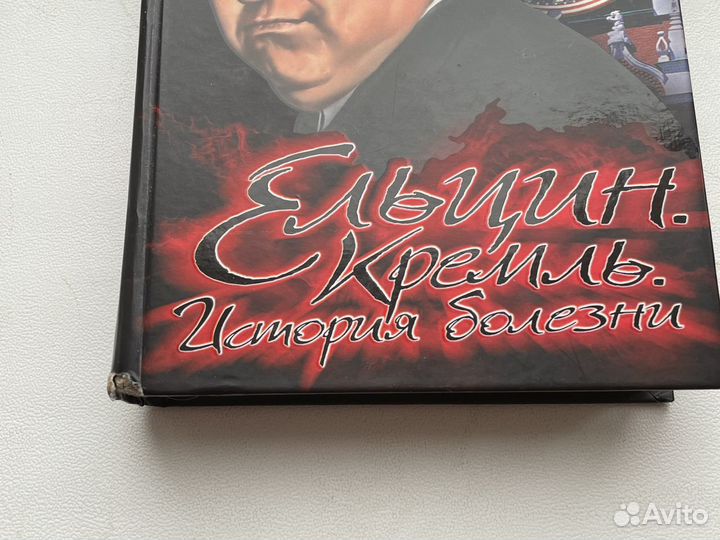 Ельцин.
Кремль.
История болезни
Avito